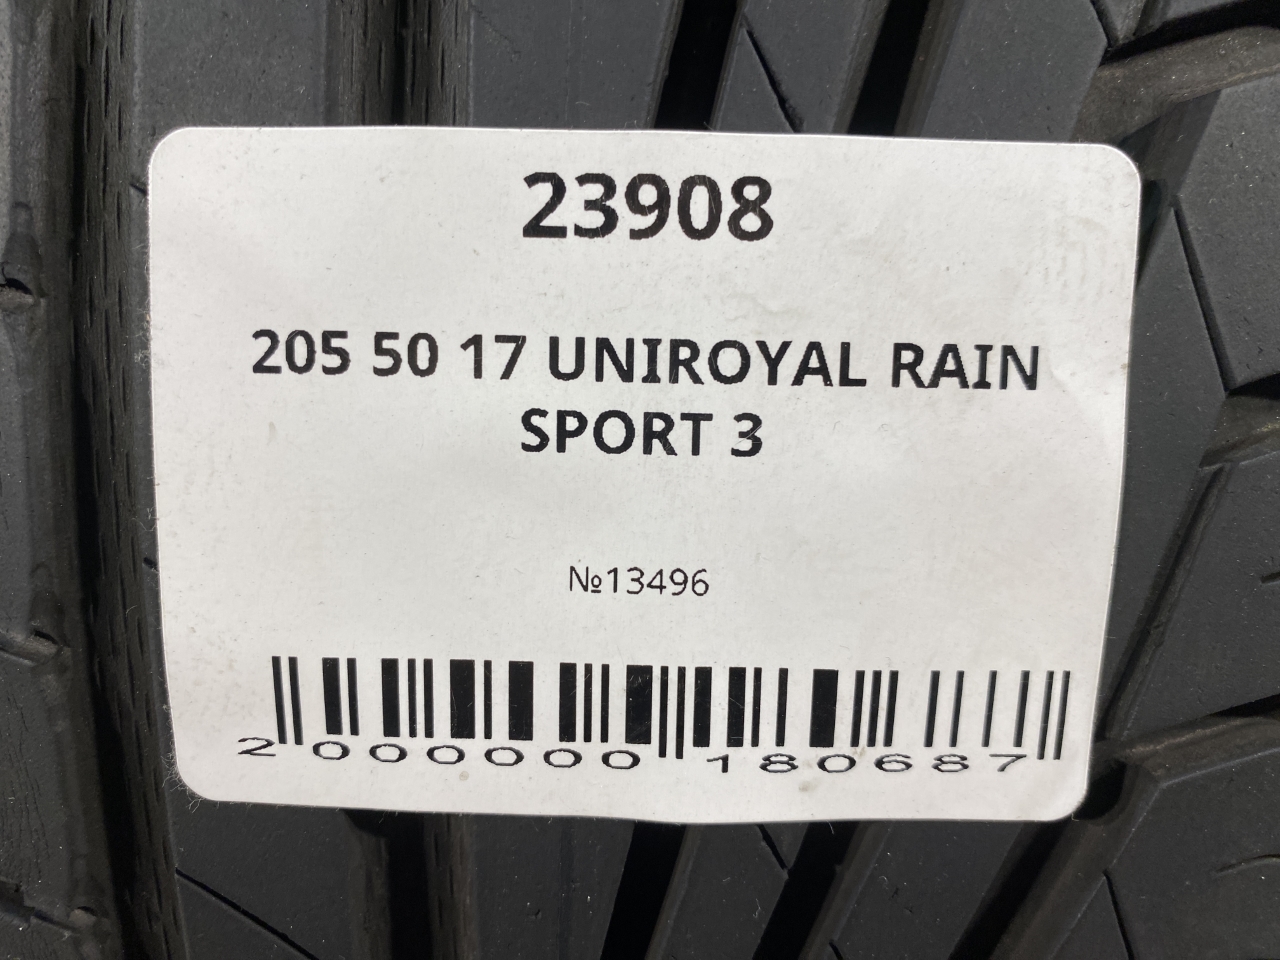 23908
205 50 17 UNIROYAL RAIN
SPORT 3
№13496
2 000000 180687